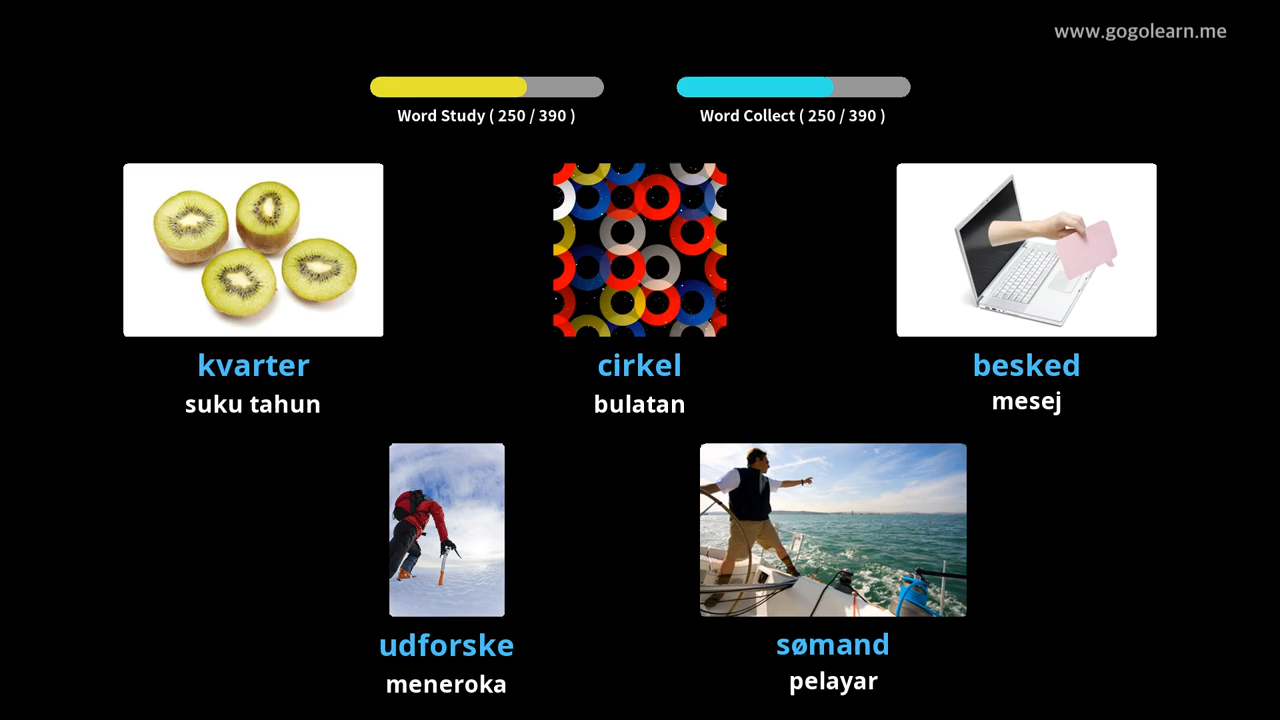 www.gogolearn.me
Word Study ( 250 / 390 )
Word Collect ( 250 / 390 )
kvarter
suku tahun
cirkel
bulatan
besked
mesej
udforske
meneroka
sømand
pelayar